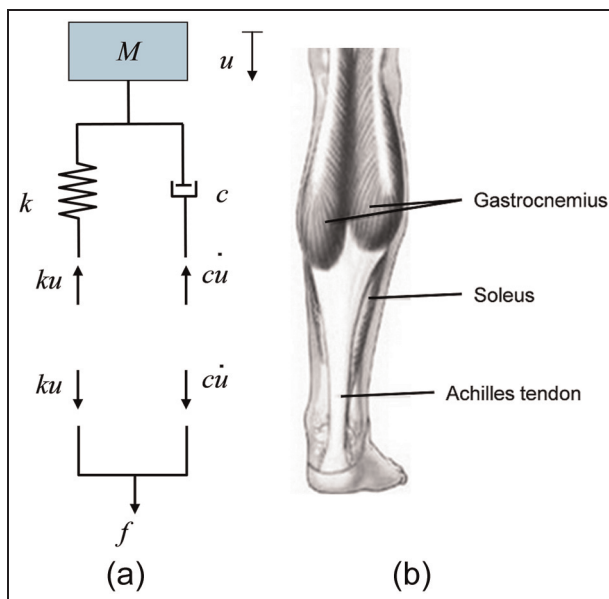 M
u
k
c
ku
cu̇
ku
cu̇
f
(a)
Gastrocnemius
Soleus
Achilles tendon
(b)